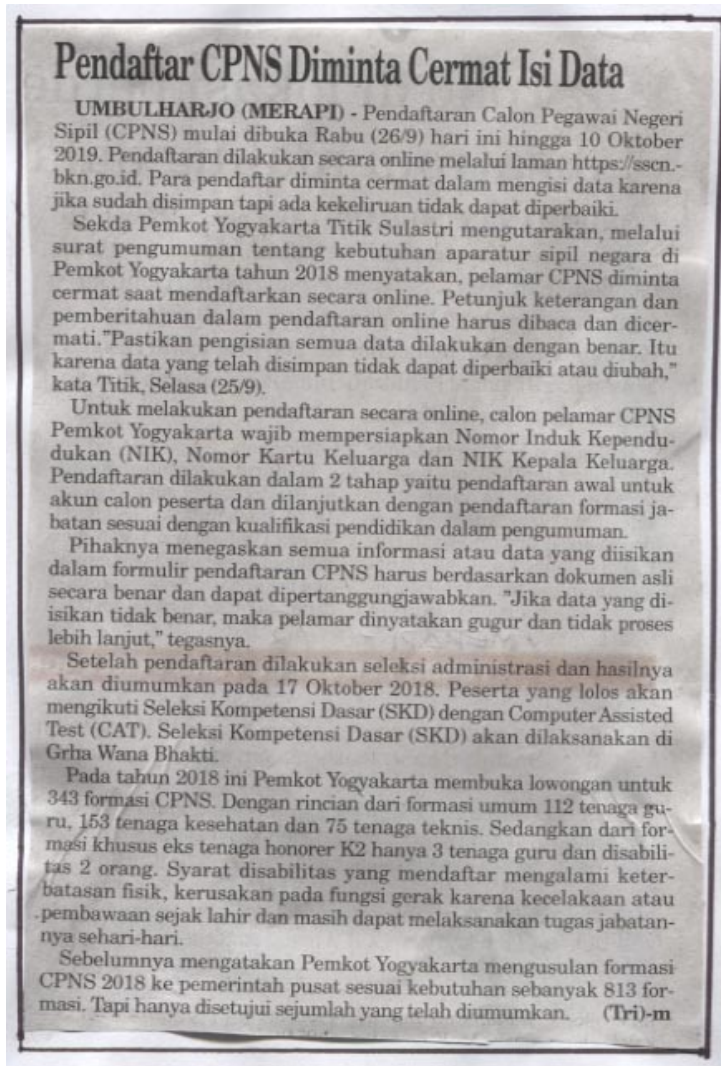 Pendaftar CPNS Diminta Cermat Isi Data
UMBULHARJO (MERAPI) - Pendaftaran Calon Pegawai Negeri
Sipil (CPNS) mulai dibuka Rabu (26/9) hari ini hingga 10 Oktober
2019. Pendaftaran dilakukan secara online melalui laman https://sscn.-
bkn.go.id. Para pendaftar diminta cermat dalam mengisi data karena
jika sudah disimpan tapi ada kekeliruan tidak dapat diperbaiki.
Sekda Pemkot Yogyakarta Titik Sulastri mengutarakan, melalui
surat pengumuman tentang kebutuhan aparatur sipil negara di
Pemkot Yogyakarta tahun 2018 menyatakan, pelamar CPNS diminta
cermat saat mendaftarkan secara online. Petunjuk keterangan dan
pemberitahuan dalam pendaftaran online harus dibaca dan dicer-
mati."Pastikan pengisian semua data dilakukan dengan benar. Itu
karena data yang telah disimpan tidak dapat diperbaiki atau diubah,"
kata Titik, Selasa (25/9).
Untuk melakukan pendaftaran secara online, calon pelamar CPNS
Pemkot Yogyakarta wajib mempersiapkan Nomor Induk Kependu-
dukan (NIK), Nomor Kartu Keluarga dan NIK Kepala Keluarga.
Pendaftaran dilakukan dalam 2 tahap yaitu pendaftaran awal untuk
akun calon peserta dan dilanjutkan dengan pendaftaran formasi ja-
batan sesuai dengan kualifikasi pendidikan dalam pengumuman.
Pihaknya menegaskan semua informasi atau data yang diisikan
dalam formulir pendaftaran CPNS harus berdasarkan dokumen asli
secara benar dan dapat dipertanggungjawabkan. "Jika data yang di-
isikan tidak benar, maka pelamar dinyatakan gugur dan tidak proses
lebih lanjut," tegasnya.
Setelah pendaftaran dilakukan seleksi administrasi dan hasilnya
akan diumumkan pada 17 Oktober 2018. Peserta yang lolos akan
mengikuti Seleksi Kompetensi Dasar (SKD) dengan Computer Assisted
Test (CAT). Seleksi Kompetensi Dasar (SKD) akan dilaksanakan di
Grha Wana Bhakti.
Pada tahun 2018 ini Pemkot Yogyakarta membuka lowongan untuk
343 formasi CPNS. Dengan rincian dari formasi umum 112 tenaga gu-
ru, 153 tenaga kesehatan dan 75 tenaga teknis. Sedangkan dari for-
masi khusus eks tenaga honorer K2 hanya 3 tenaga guru dan disabili-
tas 2 orang. Syarat disabilitas yang mendaftar mengalami keter-
batasan fisik, kerusakan pada fungsi gerak karena kecelakaan atau
pembawaan sejak lahir dan masih dapat melaksanakan tugas jabatan-
nya sehari-hari.
Sebelumnya mengatakan Pemkot Yogyakarta mengusulan formasi
CPNS 2018 ke pemerintah pusat sesuai kebutuhan sebanyak 813 for-
masi. Tapi hanya disetujui sejumlah yang telah diumumkan. (Tri)-m